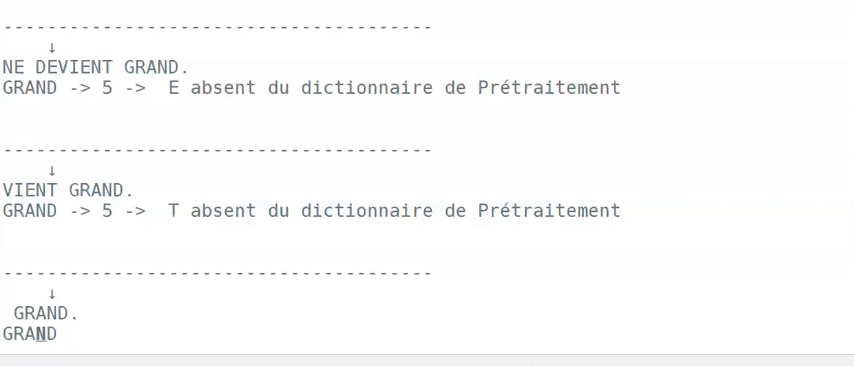 ---------------------------------------
↓
NE DEVIENT GRAND.
GRAND -> 5 ->  E absent du dictionnaire de Prétraitement
---------------------------------------
↓
VIENT GRAND.
GRAND -> 5 ->  T absent du dictionnaire de Prétraitement
---------------------------------------
↓
GRAND.
GRAND